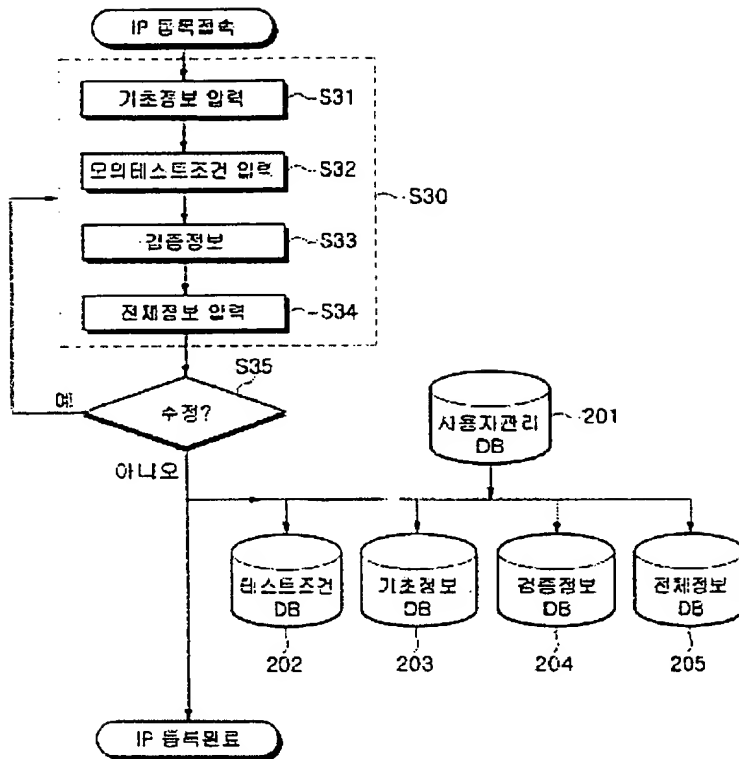 IP 등록접속
기초정보 입력
S31
모의테스트조건 입력
S32
S30
검증정보
S33
전체정보 입력
S34
S35
예
수정?
아니오
사용자관리
DB
201
테스트조건
DB
기초정보
DB
검증정보
DB
전체정보
DB
202
203
204
205
IP 등록완료